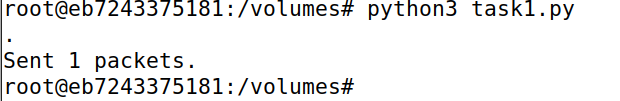 root@eb7243375181:/volumes# python3 task1.py
.
Sent 1 packets.
root@eb7243375181:/volumes#